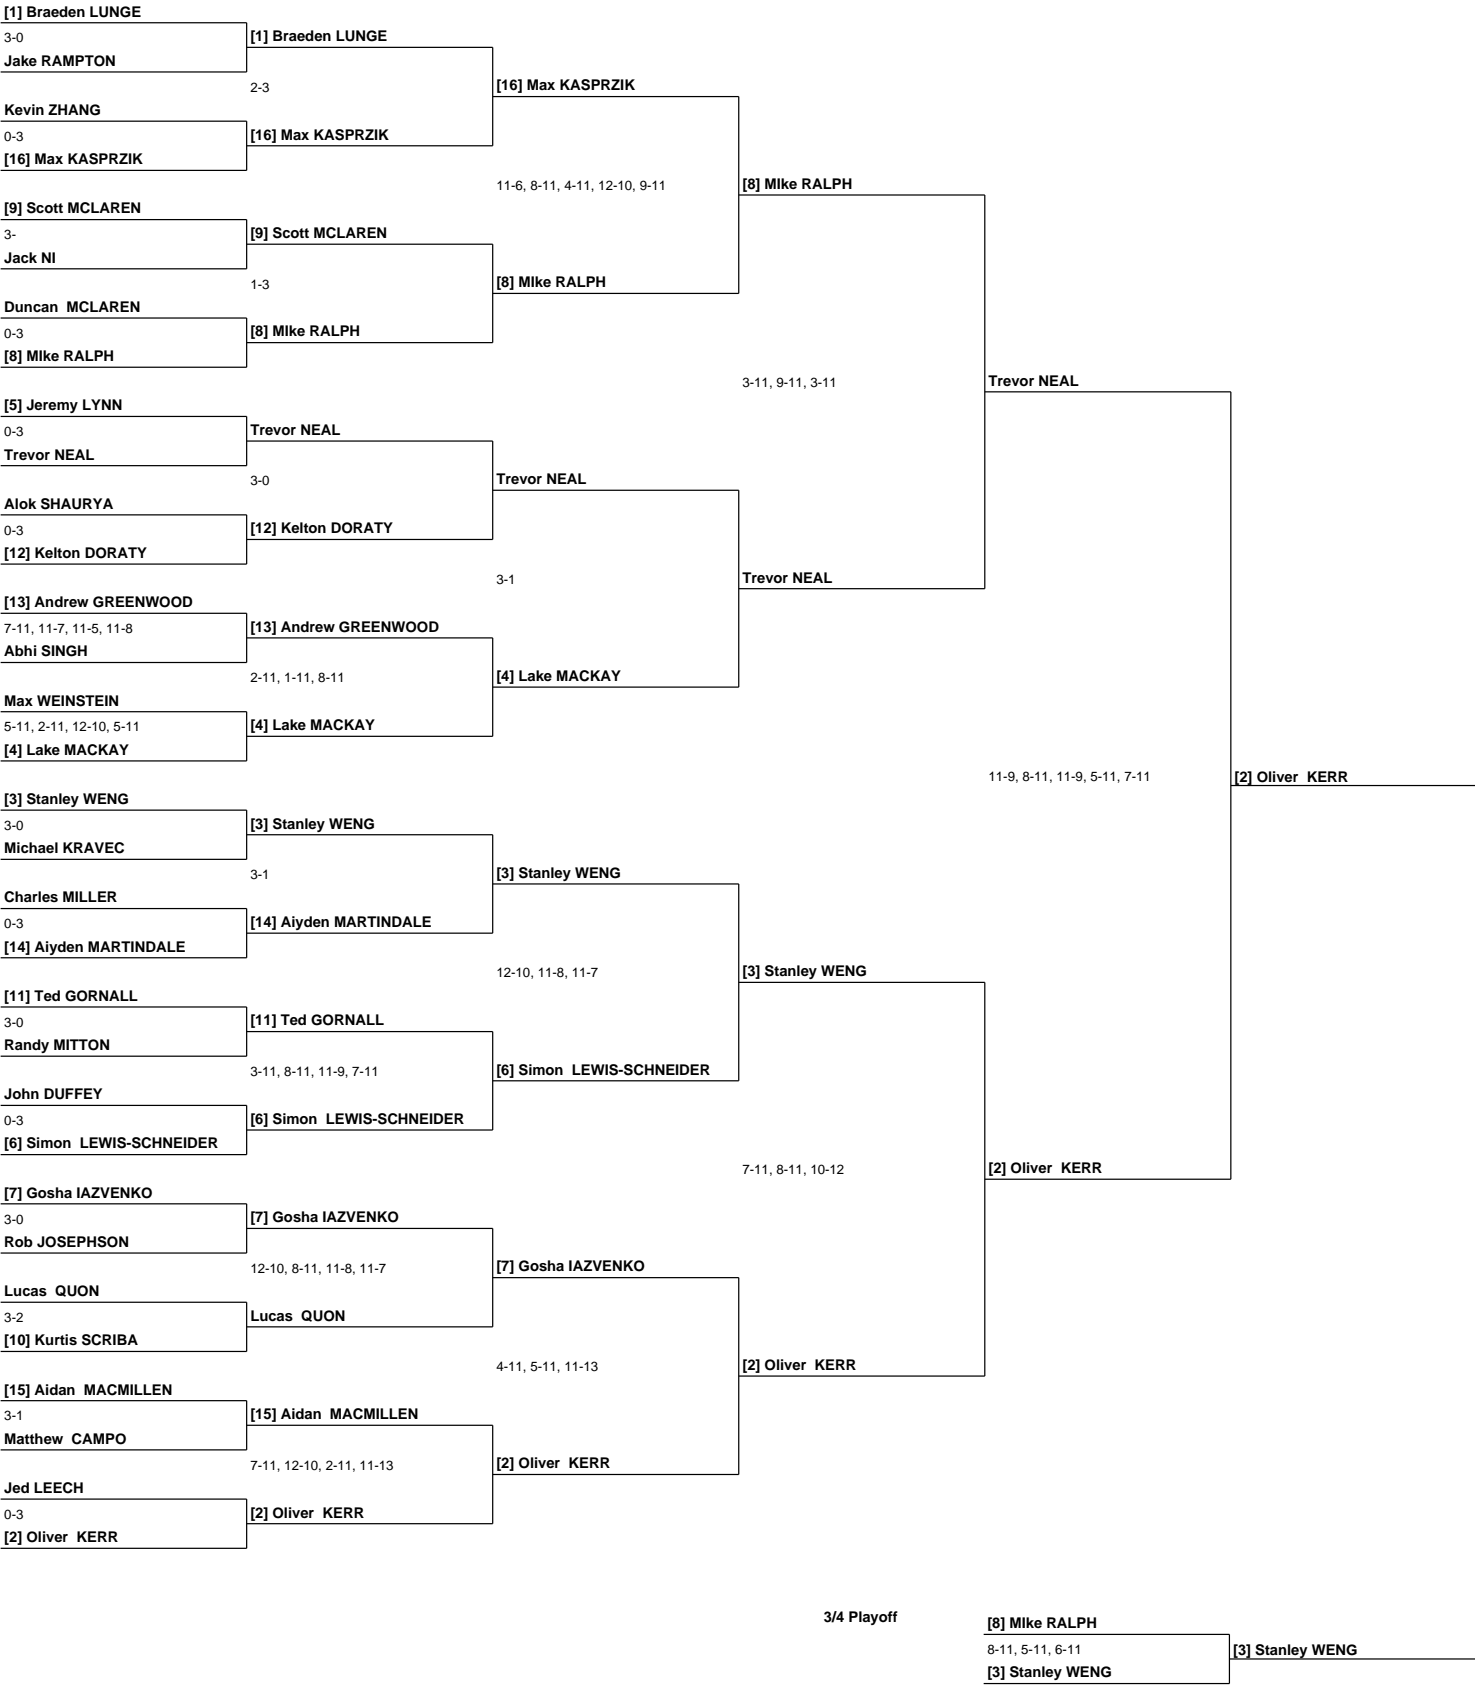 [1] Braeden LUNGE
3-0
Jake RAMPTON
Kevin ZHANG
0-3
[16] Max KASPRZIK
[9] Scott MCLAREN
3-
Jack NI
Duncan  MCLAREN
0-3
[8] MIke RALPH
[5] Jeremy LYNN
0-3
Trevor NEAL
Alok SHAURYA
0-3
[12] Kelton DORATY
[13] Andrew GREENWOOD
7-11, 11-7, 11-5, 11-8
Abhi SINGH
Max WEINSTEIN
5-11, 2-11, 12-10, 5-11
[4] Lake MACKAY
[3] Stanley WENG
3-0
Michael KRAVEC
Charles MILLER
0-3
[14] Aiyden MARTINDALE
[11] Ted GORNALL
3-0
Randy MITTON
John DUFFEY
0-3
[6] Simon  LEWIS-SCHNEIDER
[7] Gosha IAZVENKO
3-0
Rob JOSEPHSON
Lucas  QUON
3-2
[10] Kurtis SCRIBA
[15] Aidan  MACMILLEN
3-1
Matthew  CAMPO
Jed LEECH
0-3
[2] Oliver  KERR
[1] Braeden LUNGE
2-3
[16] Max KASPRZIK
[9] Scott MCLAREN
1-3
[8] MIke RALPH
Trevor NEAL
3-0
[12] Kelton DORATY
[13] Andrew GREENWOOD
2-11, 1-11, 8-11
[4] Lake MACKAY
[3] Stanley WENG
3-1
[14] Aiyden MARTINDALE
[11] Ted GORNALL
3-11, 8-11, 11-9, 7-11
[6] Simon  LEWIS-SCHNEIDER
[7] Gosha IAZVENKO
12-10, 8-11, 11-8, 11-7
Lucas  QUON
[15] Aidan  MACMILLEN
7-11, 12-10, 2-11, 11-13
[2] Oliver  KERR
[16] Max KASPRZIK
11-6, 8-11, 4-11, 12-10, 9-11
[8] MIke RALPH
Trevor NEAL
3-1
[4] Lake MACKAY
[3] Stanley WENG
12-10, 11-8, 11-7
[6] Simon  LEWIS-SCHNEIDER
[7] Gosha IAZVENKO
4-11, 5-11, 11-13
[2] Oliver  KERR
[8] MIke RALPH
3-11, 9-11, 3-11
Trevor NEAL
[3] Stanley WENG
7-11, 8-11, 10-12
[2] Oliver  KERR
Trevor NEAL
11-9, 8-11, 11-9, 5-11, 7-11
[2] Oliver  KERR
[2] Oliver  KERR
3/4 Playoff
[8] MIke RALPH
8-11, 5-11, 6-11
[3] Stanley WENG
[3] Stanley WENG